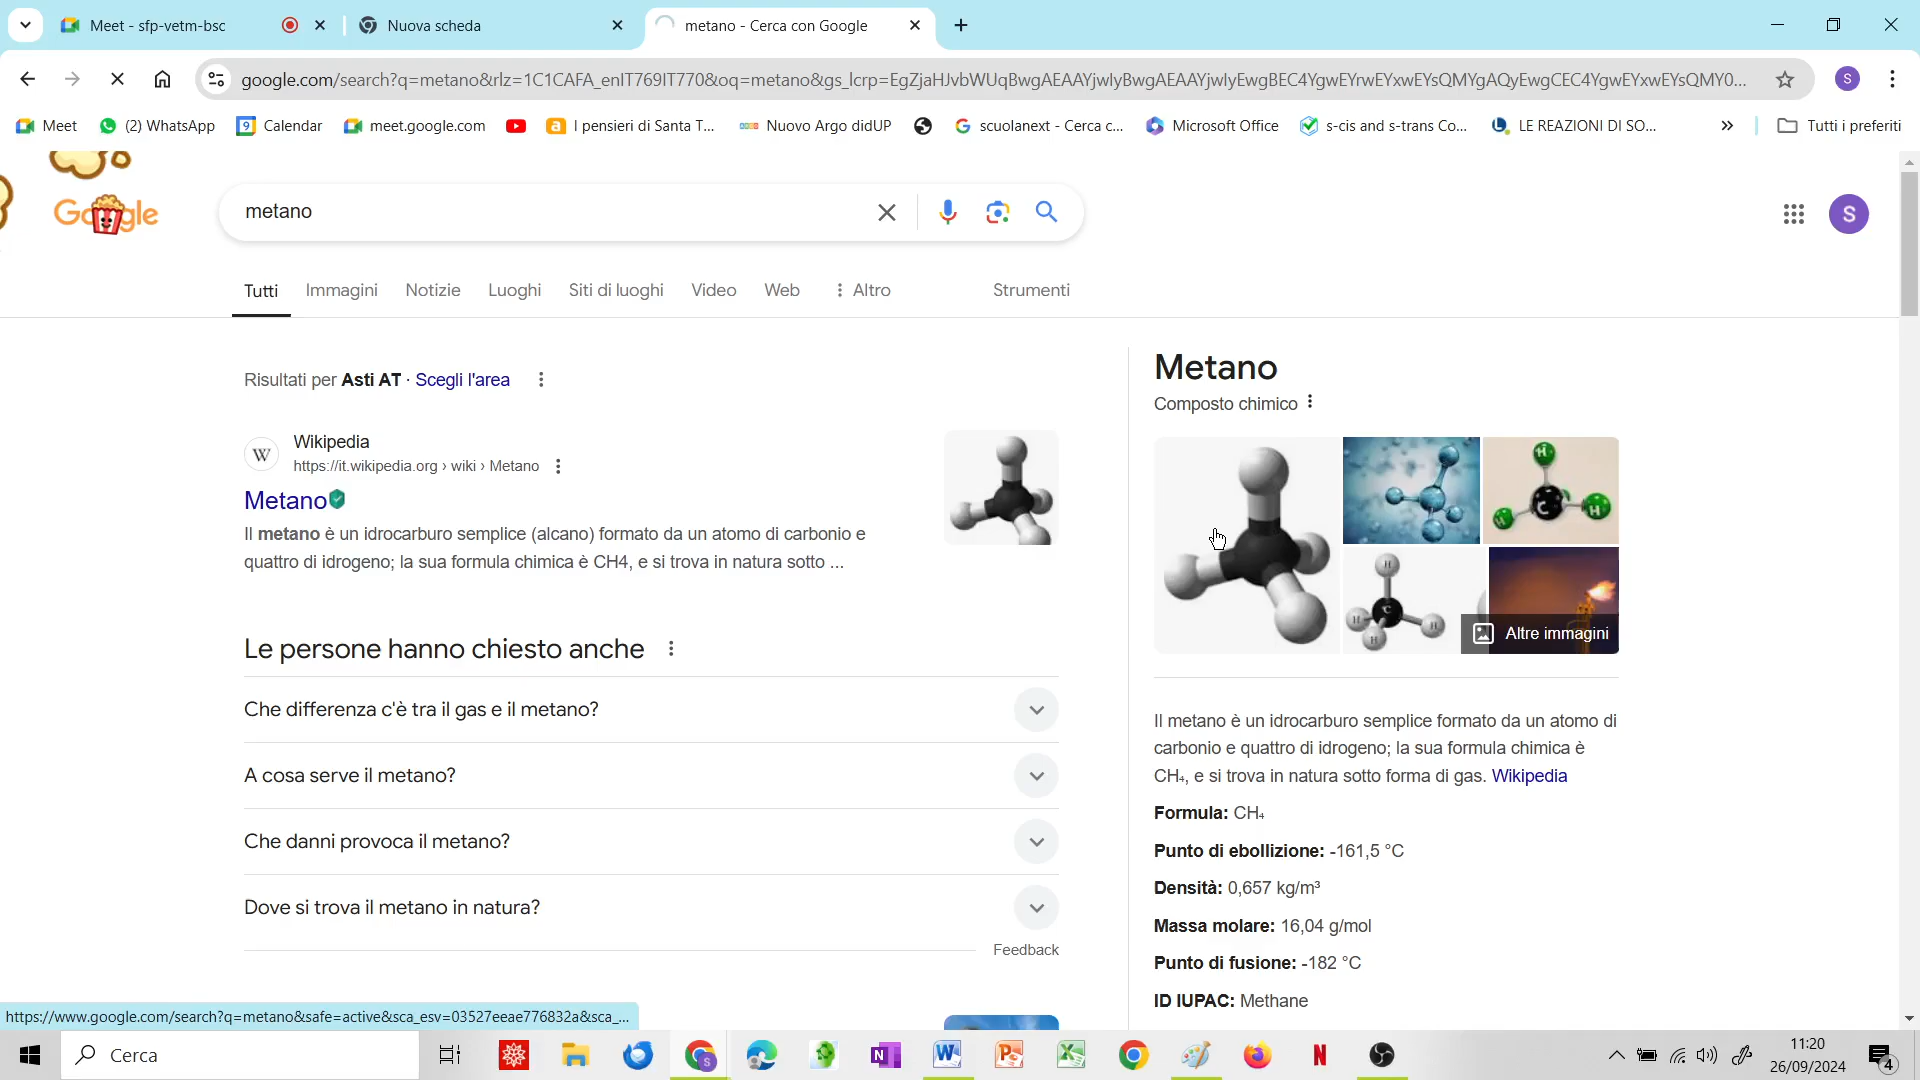 Meet - sfp-vetm-bsc
Nuova scheda
metano - Cerca con Google
google.com/search?q=metano&rlz=1C1CAFA_enIT769IT770&oq=metano&gs_lcrp=EgZjaHJvbWUqBwgAEAAYjwIyBwgAEAAYjwIyEwgBEC4YgwEYrwEYxwEYsQMYgAQyEwgCEC4YgwEYxwEYsQMY0...
S
Meet
(2) WhatsApp
9 Calendar
meet.google.com
a I pensieri di Santa T...
Nuovo Argo didUP
scuolanext - Cerca c...
Microsoft Office
s-cis and s-trans Co...
LE REAZIONI DI SO...
Tutti i preferiti
Google
metano
S
Tutti
Immagini
Notizie
Luoghi
Siti di luoghi
Video
Web
Altro
Strumenti
Risultati per Asti AT · Scegli l'area
W
Wikipedia
https://it.wikipedia.org › wiki › Metano
Metano
Il metano è un idrocarburo semplice (alcano) formato da un atomo di carbonio e
quattro di idrogeno; la sua formula chimica è CH4, e si trova in natura sotto ...
Le persone hanno chiesto anche
Che differenza c'è tra il gas e il metano?
A cosa serve il metano?
Che danni provoca il metano?
Dove si trova il metano in natura?
Feedback
Metano
Composto chimico
H
C
H
H
H
C
H
H
H
Altre immagini
Il metano è un idrocarburo semplice formato da un atomo di
carbonio e quattro di idrogeno; la sua formula chimica è
CH₄, e si trova in natura sotto forma di gas. Wikipedia
Formula: CH₄
Punto di ebollizione: -161,5 °C
Densità: 0,657 kg/m³
Massa molare: 16,04 g/mol
Punto di fusione: -182 °C
ID IUPAC: Methane
https://www.google.com/search?q=metano&safe=active&sca_esv=03527eeae776832a&sca_...
Cerca
S
N
W
P
X
N
11:20
26/09/2024
4